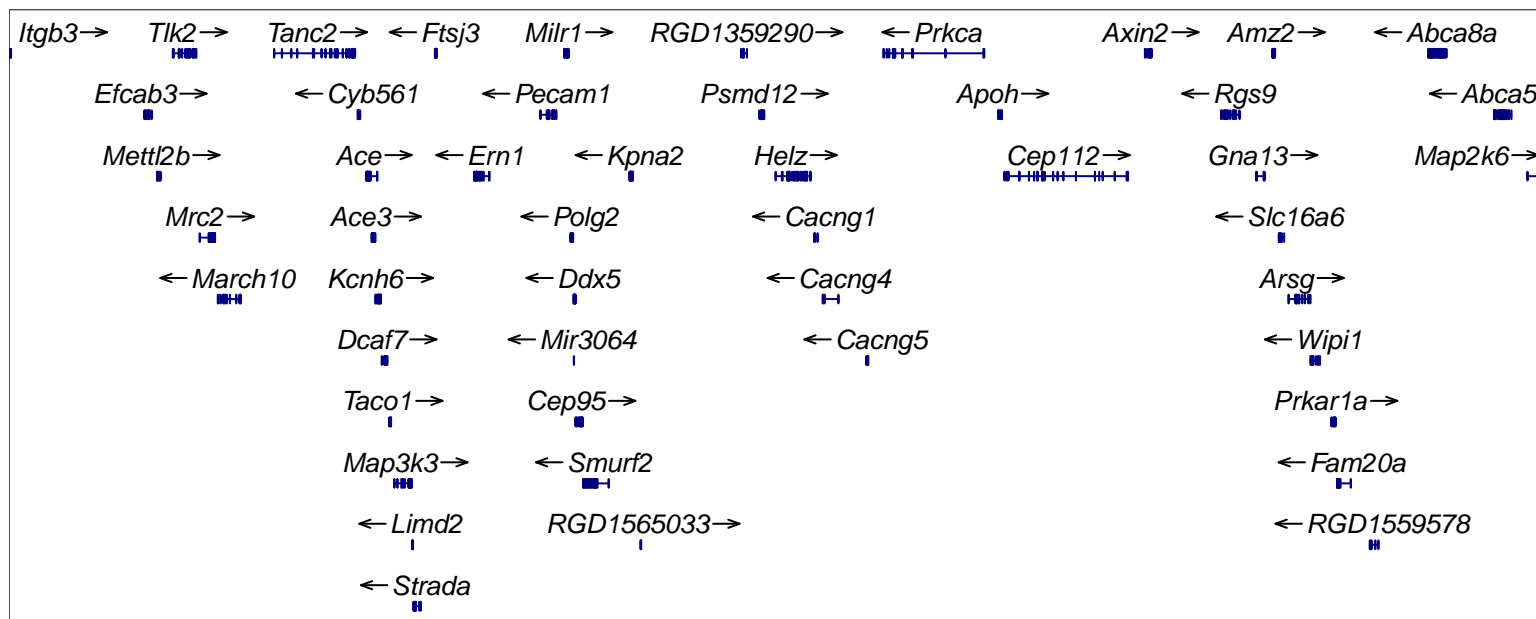 Itgb3→ Tlk2→ Tanc2→ ←Ftsj3 Milr1→ RGD1359290→ ←Prkca Axin2→ Amz2→ ←Abca8a
Efcab3→ ←Cyb561 ←Pecam1 Psmd12→ Apoh→ ←Rgs9 ←Abca5
Mettl2b→ Ace→ ←Ern1 ←Kpna2 Helz→ Cep112→ Gna13→ Map2k6→
Mrc2→ Ace3→ ←Polg2 ←Cacng1 ←Slc16a6
←March10 Kcnh6→ ←Ddx5 ←Cacng4 Arsg→
Dcaf7→ ←Mir3064 ←Cacng5 ←Wipi1
Taco1→ Cep95→ Prkar1a→
Map3k3→ ←Smurf2 ←Fam20a
←Limd2 RGD1565033→ ←RGD1559578
←Strada